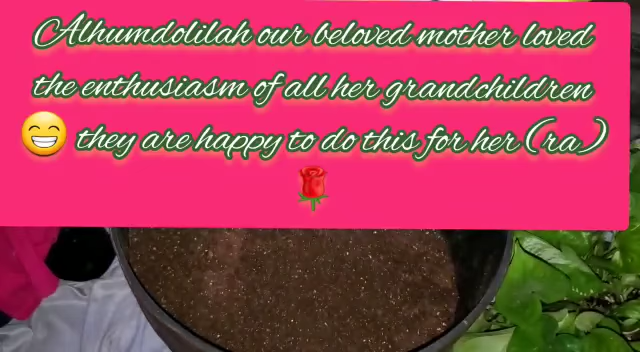 Alhumdolilah our beloved mother loved
the enthusiasm of all her grandchildren
😁 they are happy to do this for her (ra)
🌹